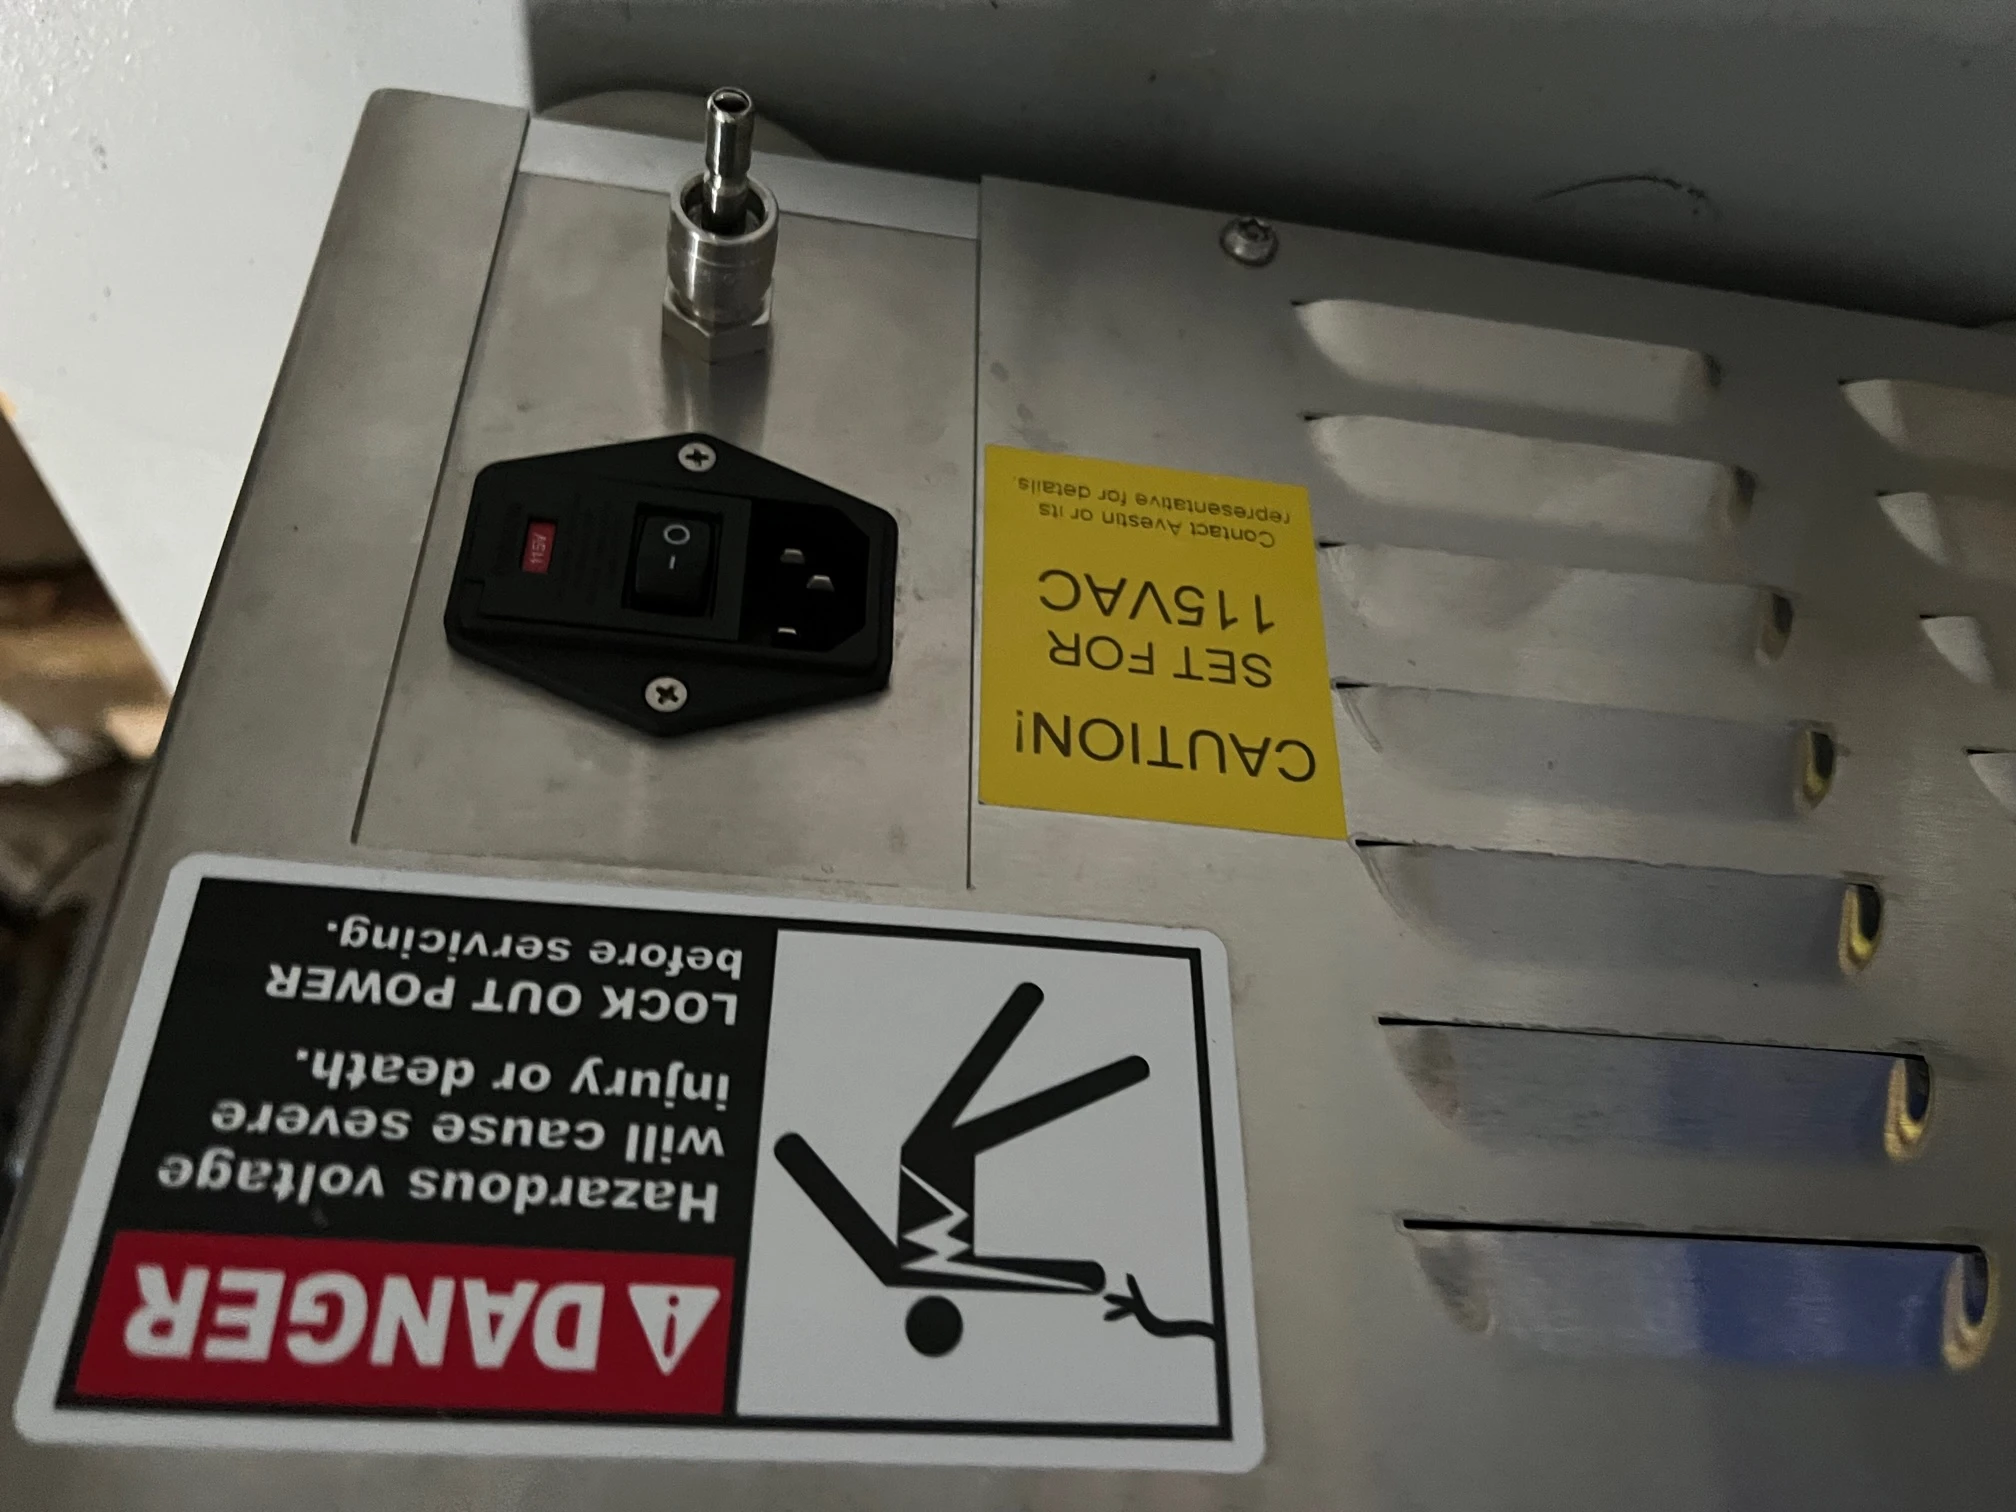 CAUTION!
SET FOR
115VAC
Contact Avestin or its
representative for details.
115V
O
I
DANGER
Hazardous voltage
will cause severe
injury or death.
LOCK OUT POWER
before servicing.